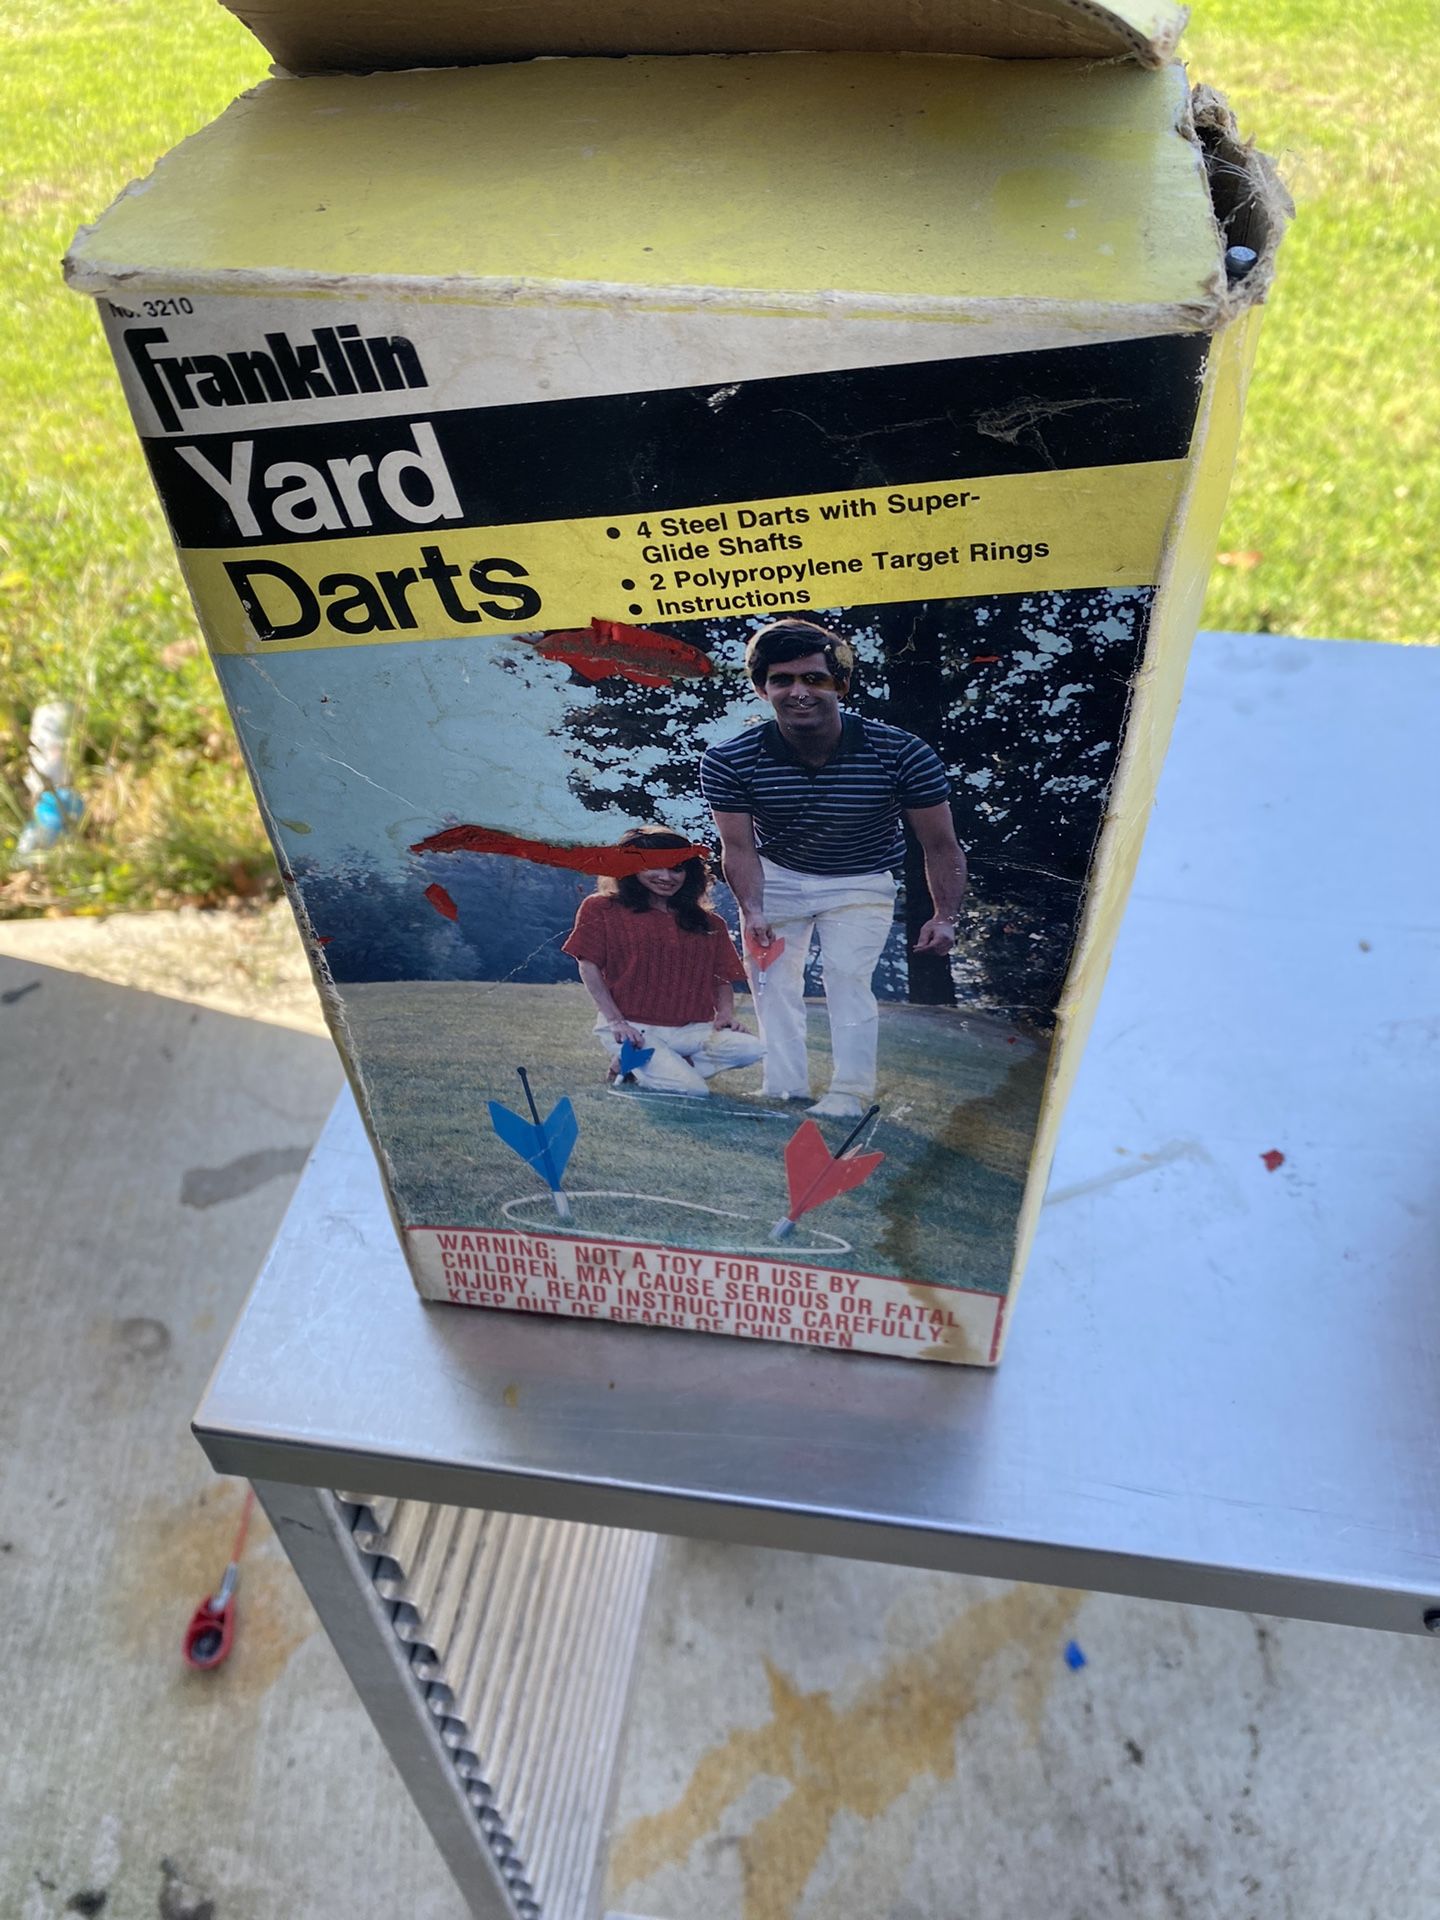 No. 3210
Franklin
Yard
Darts
• 4 Steel Darts with Super-
Glide Shafts
• 2 Polypropylene Target Rings
• Instructions
WARNING: NOT A TOY FOR USE BY
CHILDREN. MAY CAUSE SERIOUS OR FATAL
INJURY. READ INSTRUCTIONS CAREFULLY.
KEEP OUT OF REACH OF CHILDREN